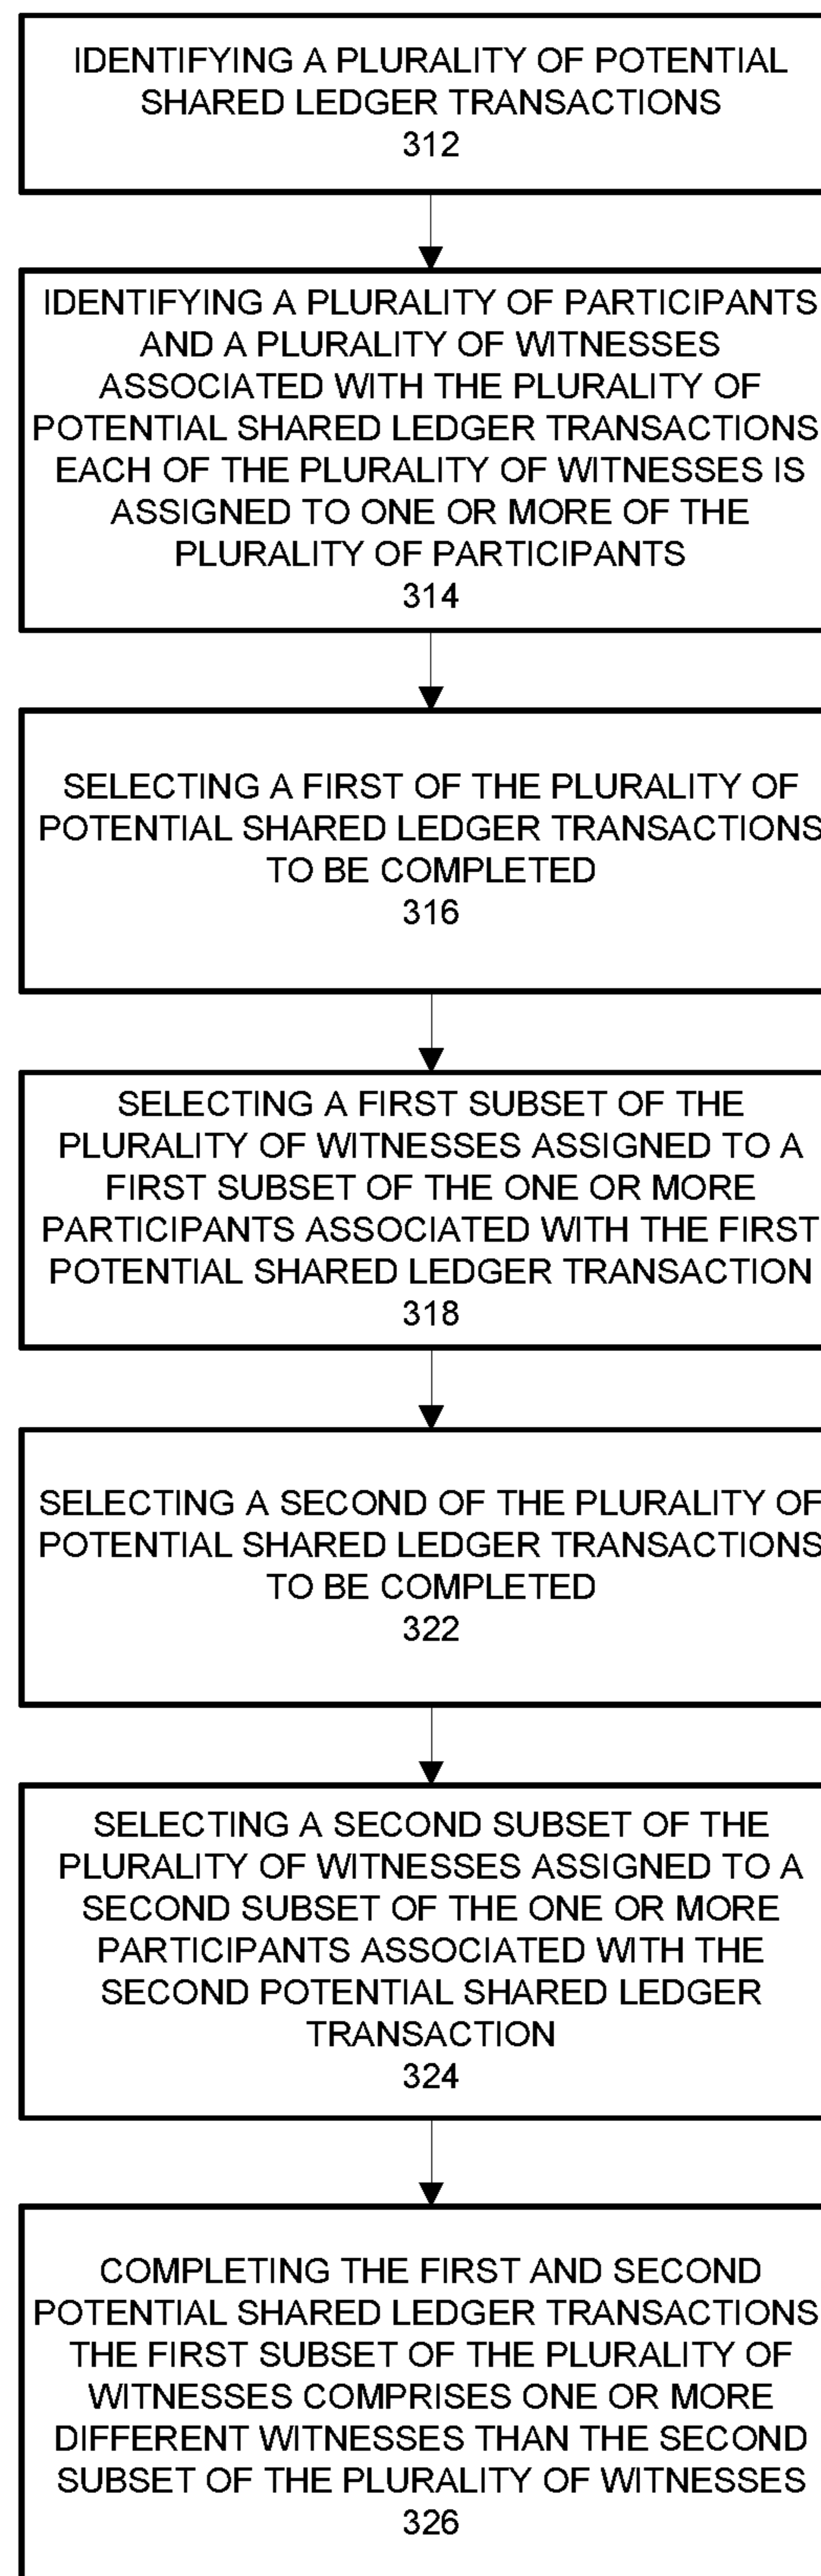 IDENTIFYING A PLURALITY OF POTENTIAL
SHARED LEDGER TRANSACTIONS
312
IDENTIFYING A PLURALITY OF PARTICIPANTS
AND A PLURALITY OF WITNESSES
ASSOCIATED WITH THE PLURALITY OF
POTENTIAL SHARED LEDGER TRANSACTIONS
EACH OF THE PLURALITY OF WITNESSES IS
ASSIGNED TO ONE OR MORE OF THE
PLURALITY OF PARTICIPANTS
314
SELECTING A FIRST OF THE PLURALITY OF
POTENTIAL SHARED LEDGER TRANSACTIONS
TO BE COMPLETED
316
SELECTING A FIRST SUBSET OF THE
PLURALITY OF WITNESSES ASSIGNED TO A
FIRST SUBSET OF THE ONE OR MORE
PARTICIPANTS ASSOCIATED WITH THE FIRST
POTENTIAL SHARED LEDGER TRANSACTION
318
SELECTING A SECOND OF THE PLURALITY OF
POTENTIAL SHARED LEDGER TRANSACTIONS
TO BE COMPLETED
322
SELECTING A SECOND SUBSET OF THE
PLURALITY OF WITNESSES ASSIGNED TO A
SECOND SUBSET OF THE ONE OR MORE
PARTICIPANTS ASSOCIATED WITH THE
SECOND POTENTIAL SHARED LEDGER
TRANSACTION
324
COMPLETING THE FIRST AND SECOND
POTENTIAL SHARED LEDGER TRANSACTIONS
THE FIRST SUBSET OF THE PLURALITY OF
WITNESSES COMPRISES ONE OR MORE
DIFFERENT WITNESSES THAN THE SECOND
SUBSET OF THE PLURALITY OF WITNESSES
326